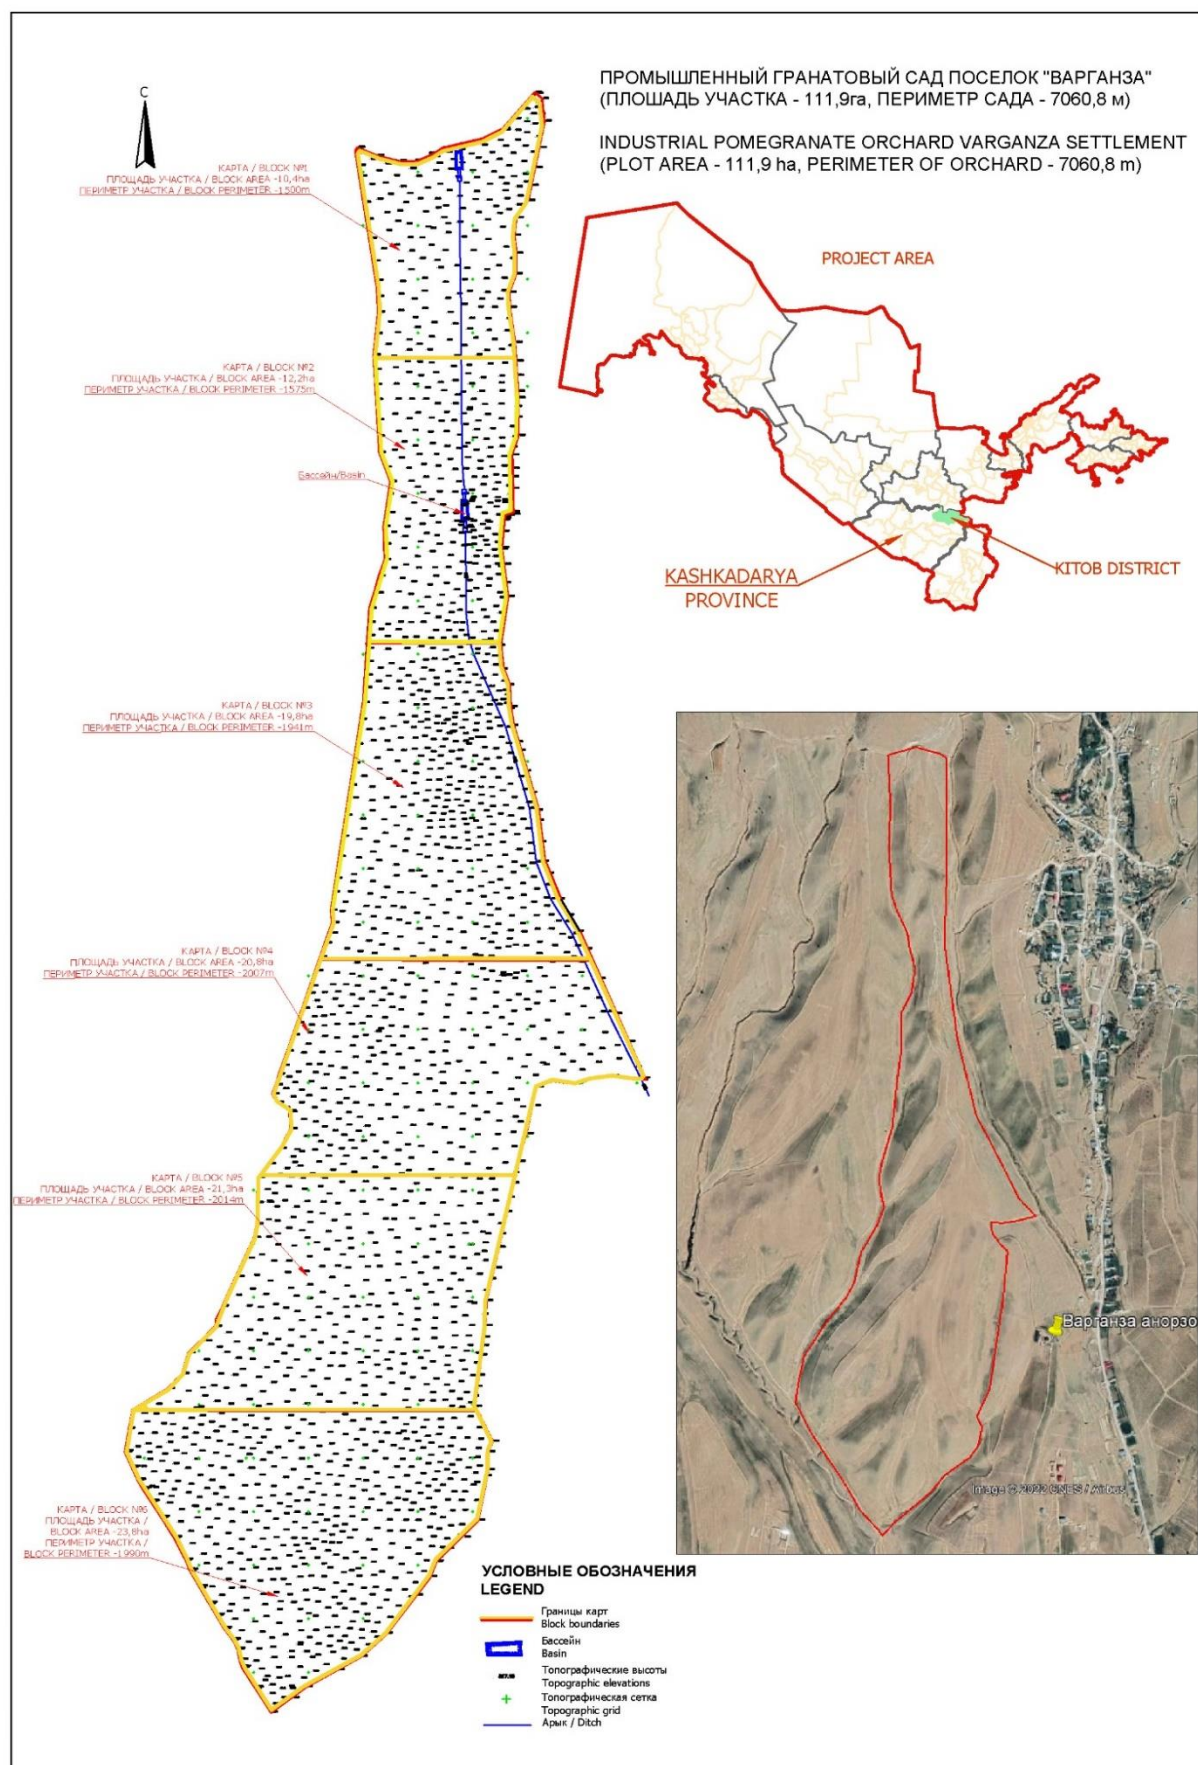 ПРОМЫШЛЕННЫЙ ГРАНАТОВЫЙ САД ПОСЕЛОК "ВАРГАНЗА"
(ПЛОШАДЬ УЧАСТКА - 111,9га, ПЕРИМЕТР САДА - 7060,8 м)
INDUSTRIAL POMEGRANATE ORCHARD VARGANZA SETTLEMENT
(PLOT AREA - 111,9 ha, PERIMETER OF ORCHARD - 7060,8 m)
С
КАРТА / BLOCK №1
ПЛОЩАДЬ УЧАСТКА / BLOCK AREA -10,4ha
ПЕРИМЕТР УЧАСТКА / BLOCK PERIMETER -1500m
PROJECT AREA
КАРТА / BLOCK №2
ПЛОЩАДЬ УЧАСТКА / BLOCK AREA -12,2ha
ПЕРИМЕТР УЧАСТКА / BLOCK PERIMETER -1575m
Бассейн/Basin
KASHKADARYA
PROVINCE
KITOB DISTRICT
КАРТА / BLOCK №3
ПЛОЩАДЬ УЧАСТКА / BLOCK AREA -19,8ha
ПЕРИМЕТР УЧАСТКА / BLOCK PERIMETER -1941m
КАРТА / BLOCK №4
ПЛОЩАДЬ УЧАСТКА / BLOCK AREA -20,8ha
ПЕРИМЕТР УЧАСТКА / BLOCK PERIMETER -2007m
КАРТА / BLOCK №5
ПЛОЩАДЬ УЧАСТКА / BLOCK AREA -21,3ha
ПЕРИМЕТР УЧАСТКА / BLOCK PERIMETER -2014m
Варганза анорзо
Image © 2022 CNES / Airbus
КАРТА / BLOCK №6
ПЛОЩАДЬ УЧАСТКА /
BLOCK AREA -23,8ha
ПЕРИМЕТР УЧАСТКА /
BLOCK PERIMETER -1990m
УСЛОВНЫЕ ОБОЗНАЧЕНИЯ
LEGEND
Границы карт
Block boundaries
Бассейн
Basin
Топографические высоты
Topographic elevations
Топографическая сетка
Topographic grid
Арык / Ditch